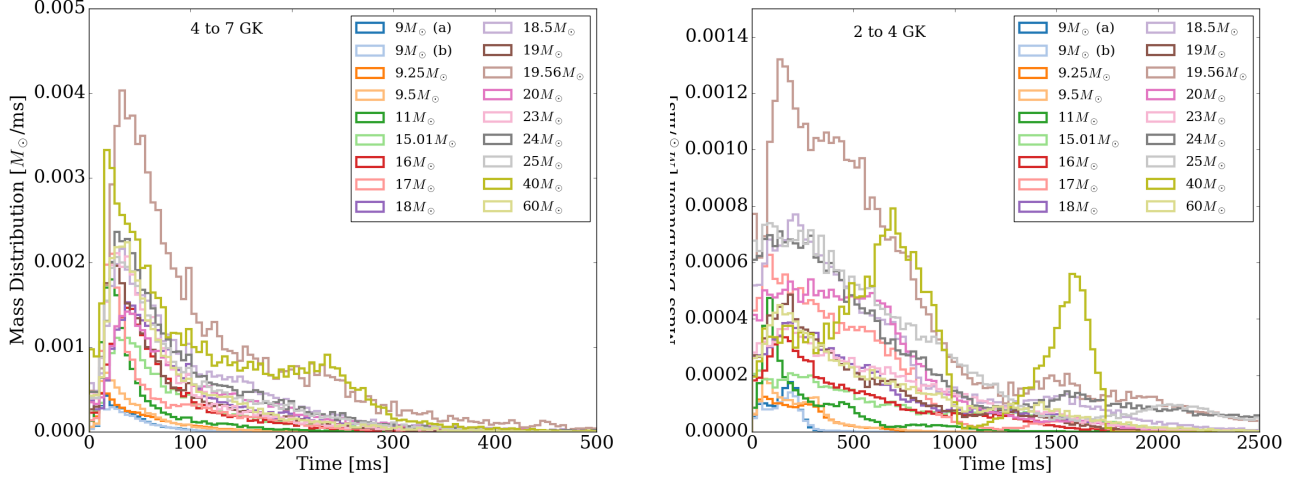 4 to 7 GK
9M⊙ (a)
9M⊙ (b)
9.25M⊙
9.5M⊙
11M⊙
15.01M⊙
16M⊙
17M⊙
18M⊙
18.5M⊙
19M⊙
19.56M⊙
20M⊙
23M⊙
24M⊙
25M⊙
40M⊙
60M⊙
Mass Distribution [M⊙/ms]
0.005
0.004
0.003
0.002
0.001
0.000
0
100
200
300
400
500
Time [ms]
2 to 4 GK
9M⊙ (a)
9M⊙ (b)
9.25M⊙
9.5M⊙
11M⊙
15.01M⊙
16M⊙
17M⊙
18M⊙
18.5M⊙
19M⊙
19.56M⊙
20M⊙
23M⊙
24M⊙
25M⊙
40M⊙
60M⊙
Mass Distribution [M⊙/ms]
0.0014
0.0012
0.0010
0.0008
0.0006
0.0004
0.0002
0.0000
0
500
1000
1500
2000
2500
Time [ms]